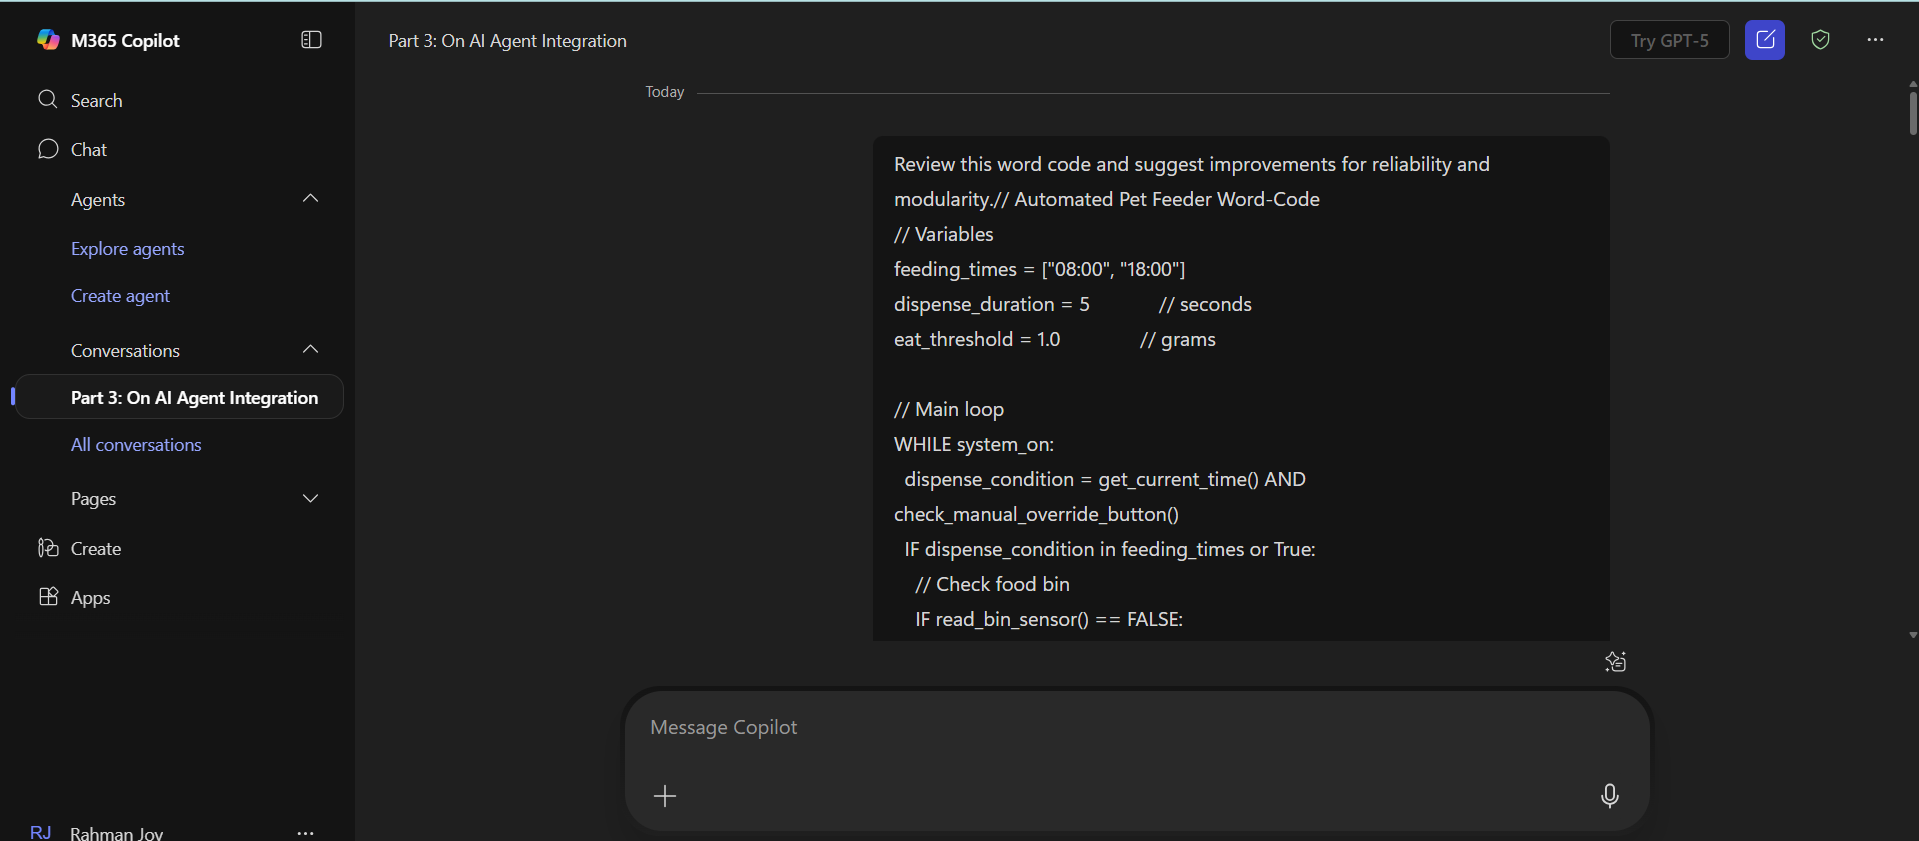 M365 Copilot
Search
Chat
Agents
Explore agents
Create agent
Conversations
Part 3: On AI Agent Integration
All conversations
Pages
Create
Apps
RJ Rahman Joy
Part 3: On AI Agent Integration
Try GPT-5
Today
Review this word code and suggest improvements for reliability and
modularity.// Automated Pet Feeder Word-Code
// Variables
feeding_times = ["08:00", "18:00"]
dispense_duration = 5 // seconds
eat_threshold = 1.0 // grams
// Main loop
WHILE system_on:
dispense_condition = get_current_time() AND
check_manual_override_button()
IF dispense_condition in feeding_times or True:
// Check food bin
IF read_bin_sensor() == FALSE:
Message Copilot